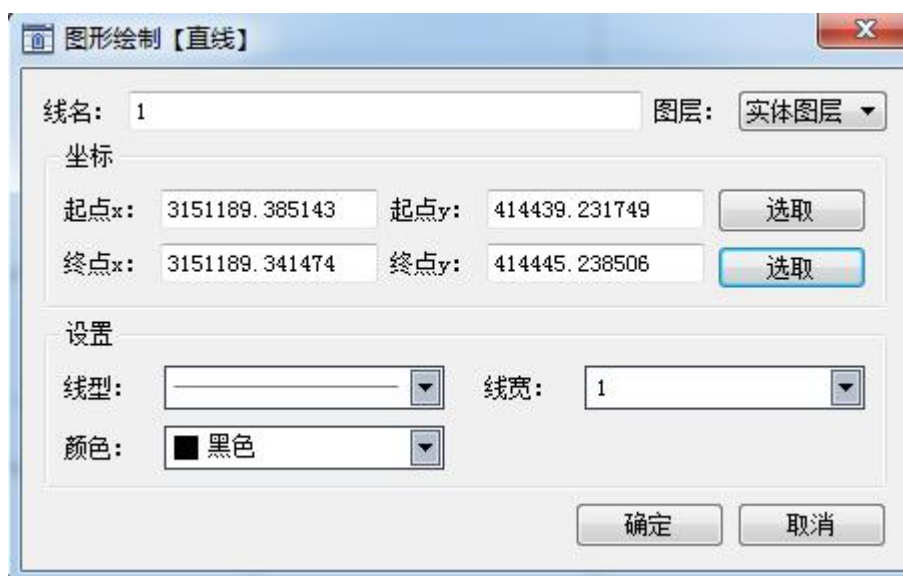 图形绘制【直线】
线名： 1 图层： 实体图层
坐标
起点x： 3151189.385143 起点y： 414439.231749 选取
终点x： 3151189.341474 终点y： 414445.238506 选取
设置
线型： 线宽： 1
颜色： 黑色
确定 取消